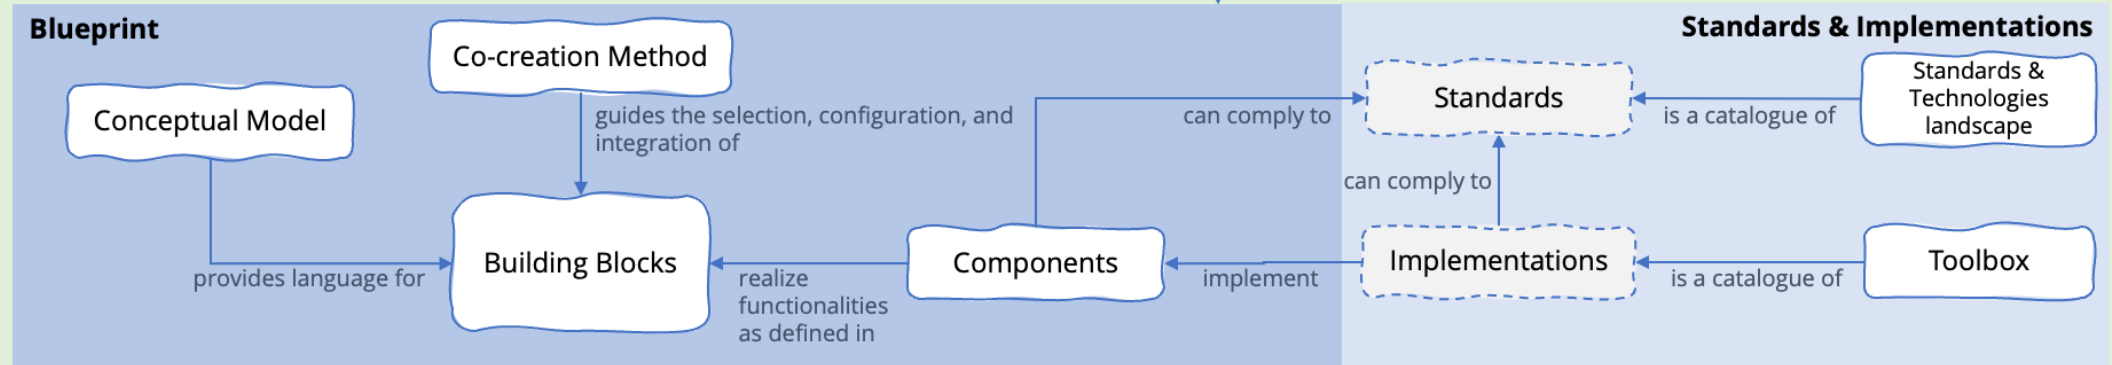 Blueprint
Standards & Implementations
Co-creation Method
Conceptual Model
guides the selection, configuration, and
integration of
can comply to
Standards
is a catalogue of
Standards &
Technologies
landscape
can comply to
provides language for
Building Blocks
realize
functionalities
as defined in
Components
implement
Implementations
is a catalogue of
Toolbox